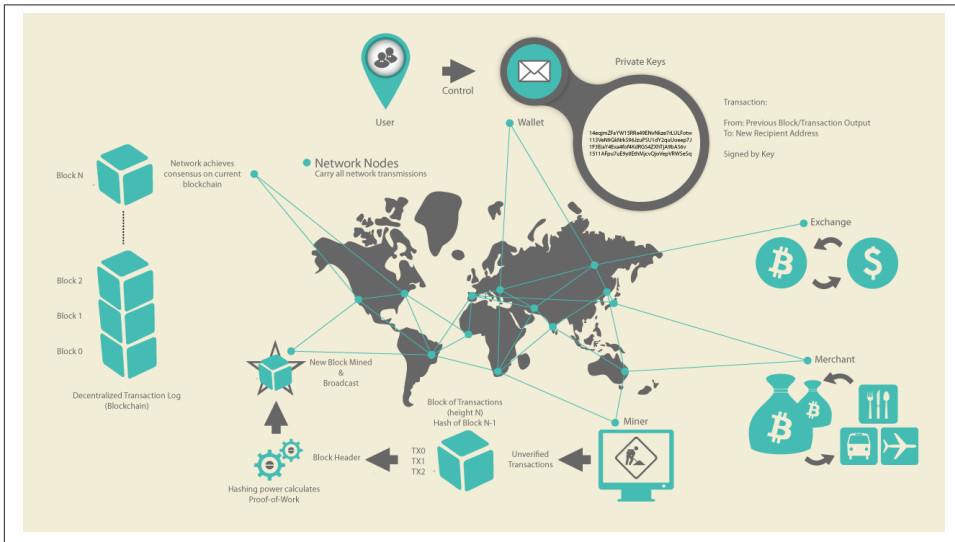 Private Keys
Control
User
Wallet
Transaction:
From: Previous Block/Transaction Output
To: New Recipient Address
Signed by Key
Network achieves
consensus on current
blockchain
Network Nodes
Carry all network transmissions
Block N
Exchange
Block 2
Block 1
Block 0
Decentralized Transaction Log
(Blockchain)
New Block Mined
&
Broadcast
Merchant
Block of Transactions
(height N)
Hash of Block N-1
Miner
TX0
TX1
TX2
Block Header
Unverified
Transactions
Hashing power calculates
Proof-of-Work